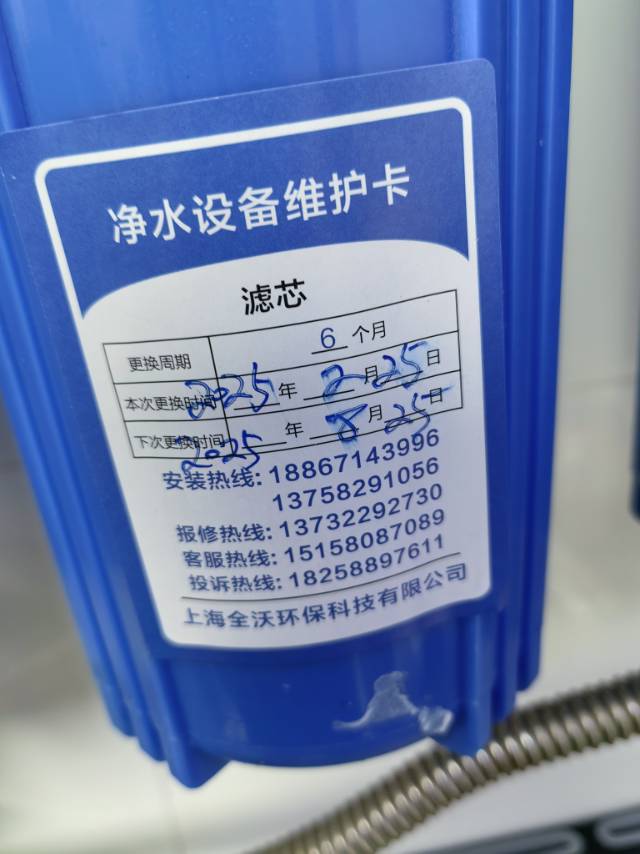 净水设备维护卡
滤芯
更换周期 6 个月
本次更换时间 2025 年 2 月 25 日
下次更换时间 2025 年 8 月 25 日
安装热线: 18867143996
13758291056
报修热线: 13732292730
客服热线: 15158087089
投诉热线: 18258897611
上海全沃环保科技有限公司